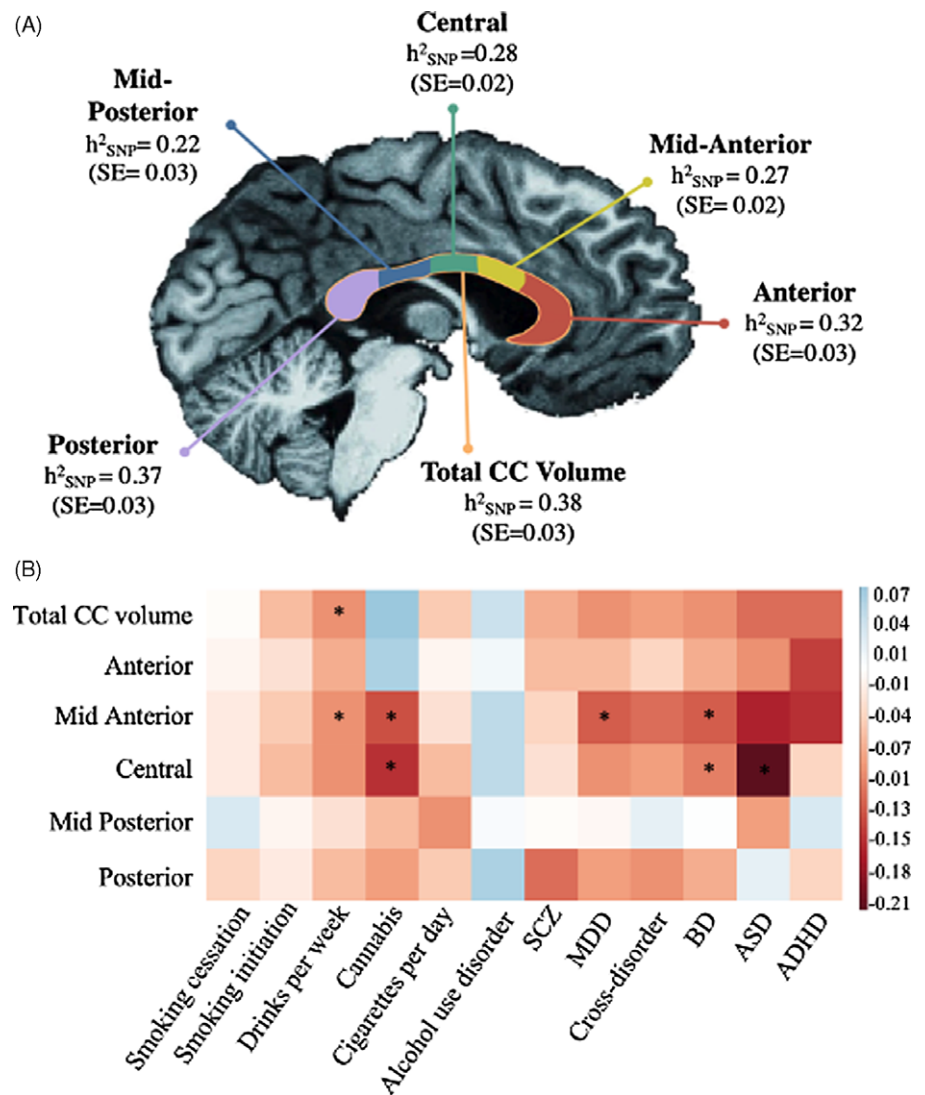 (A)
Central
h²SNP =0.28
(SE=0.02)
Mid-
Posterior
h²SNP= 0.22
(SE= 0.03)
Mid-Anterior
h²SNP = 0.27
(SE= 0.02)
Anterior
h²SNP = 0.32
(SE=0.03)
Posterior
h²SNP = 0.37
(SE=0.03)
Total CC Volume
h²SNP = 0.38
(SE=0.03)
(B)
Total CC volume
Anterior
Mid Anterior
Central
Mid Posterior
Posterior
* 
* * * *
* * *
0.07
0.04
0.01
-0.01
-0.04
-0.07
-0.01
-0.13
-0.15
-0.18
-0.21
Smoking cessation
Smoking initiation
Drinks per week
Cannabis
Cigarettes per day
Alcohol use disorder
SCZ
MDD
Cross-disorder
BD
ASD
ADHD